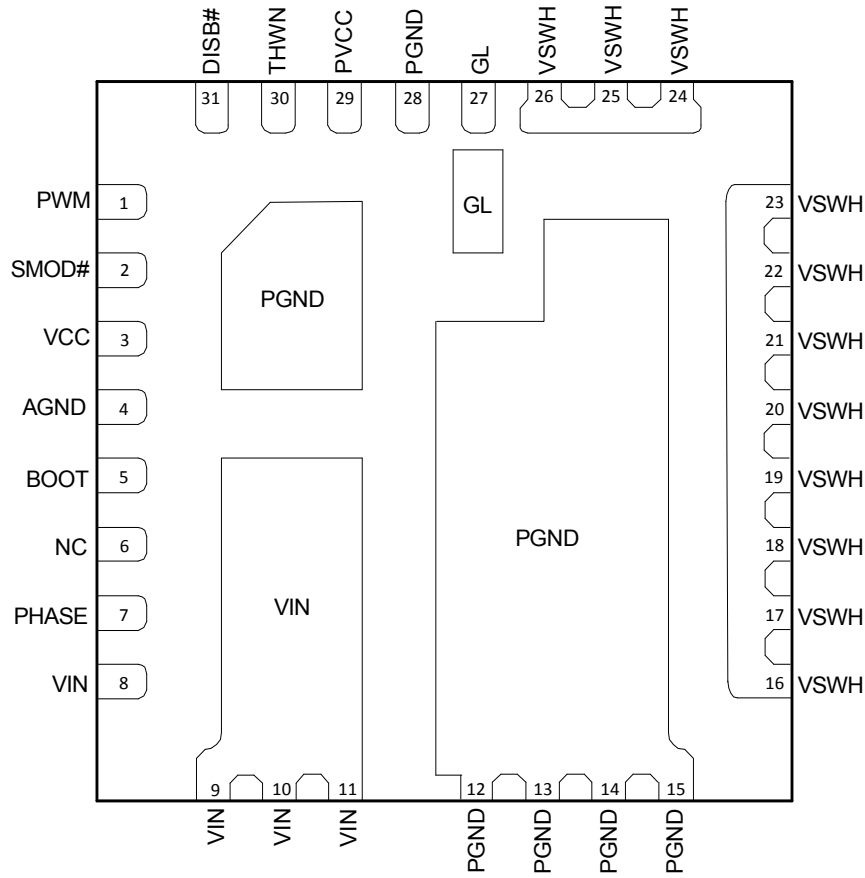 DISB# THWN PVCC PGND GL VSWH VSWH VSWH
31 30 29 28 27 26 25 24
PWM 1
SMOD# 2
VCC 3
AGND 4
BOOT 5
NC 6
PHASE 7
VIN 8
GL
PGND
VIN
PGND
23 VSWH
22 VSWH
21 VSWH
20 VSWH
19 VSWH
18 VSWH
17 VSWH
16 VSWH
9 10 11 12 13 14 15
VIN VIN VIN PGND PGND PGND PGND